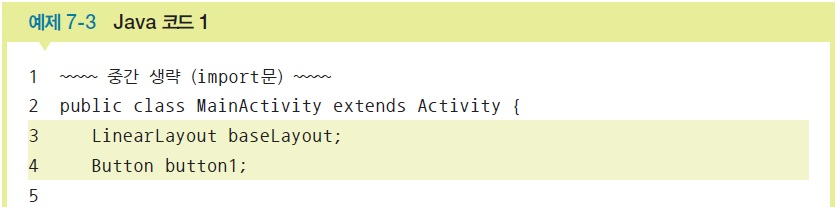 예제 7-3 Java 코드 1
1 ~~~~ 중간 생략 (import문) ~~~~
2 public class MainActivity extends Activity {
3 LinearLayout baseLayout;
4 Button button1;
5